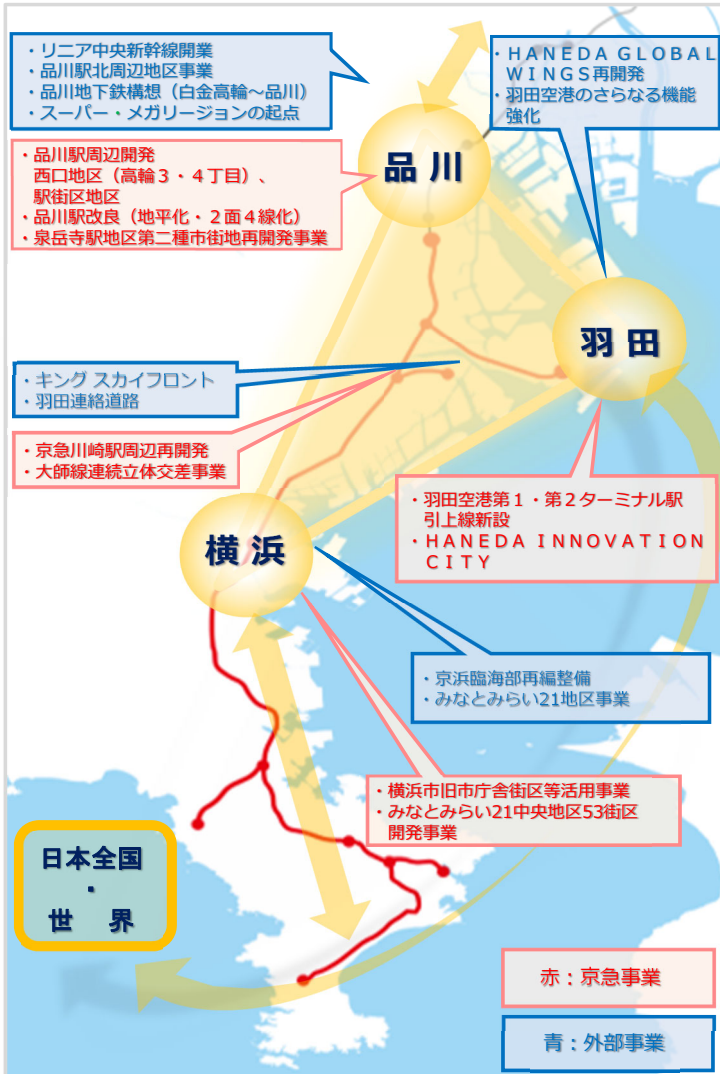 ・リニア中央新幹線開業
・品川駅北周辺地区事業
・品川地下鉄構想（白金高輪～品川）
・スーパー・メガリージョンの起点
・ＨＡＮＥＤＡ ＧＬＯＢＡＬ
ＷＩＮＧＳ再開発
・羽田空港のさらなる機能
強化
・品川駅周辺開発
西口地区（高輪３・４丁目）、
駅街区地区
・品川駅改良（地平化・２面４線化）
・泉岳寺駅地区第二種市街地再開発事業
品川
羽田
・キング スカイフロント
・羽田連絡道路
・京急川崎駅周辺再開発
・大師線連続立体交差事業
・羽田空港第１・第２ターミナル駅
引上線新設
・ＨＡＮＥＤＡ ＩＮＮＯＶＡＴＩＯＮ
ＣＩＴＹ
横浜
・京浜臨海部再編整備
・みなとみらい21地区事業
・横浜市旧市庁舎街区等活用事業
・みなとみらい21中央地区53街区
開発事業
日本全国
・
世　界
赤：京急事業
青：外部事業